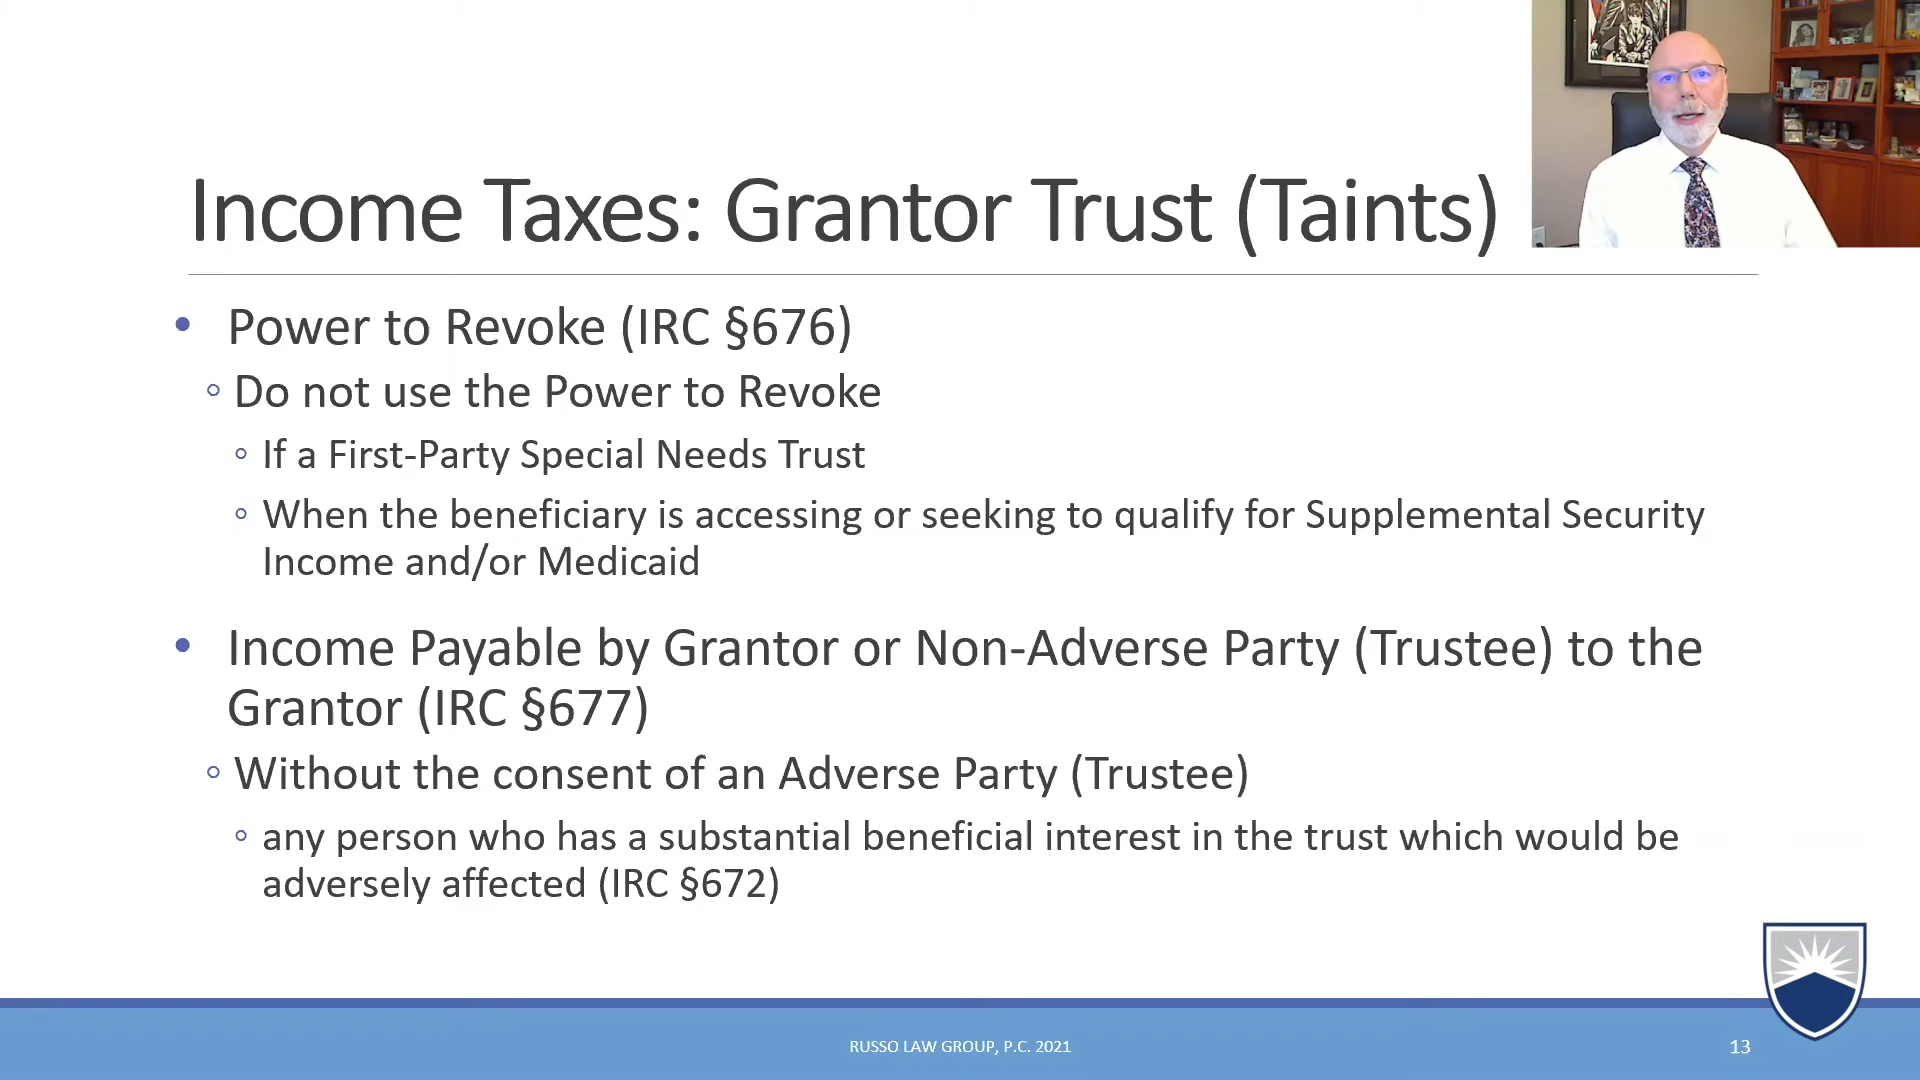 Income Taxes: Grantor Trust (Taints)
• Power to Revoke (IRC §676)
◦ Do not use the Power to Revoke
◦ If a First-Party Special Needs Trust
◦ When the beneficiary is accessing or seeking to qualify for Supplemental Security
Income and/or Medicaid
• Income Payable by Grantor or Non-Adverse Party (Trustee) to the
Grantor (IRC §677)
◦ Without the consent of an Adverse Party (Trustee)
◦ any person who has a substantial beneficial interest in the trust which would be
adversely affected (IRC §672)
RUSSO LAW GROUP, P.C. 2021
13